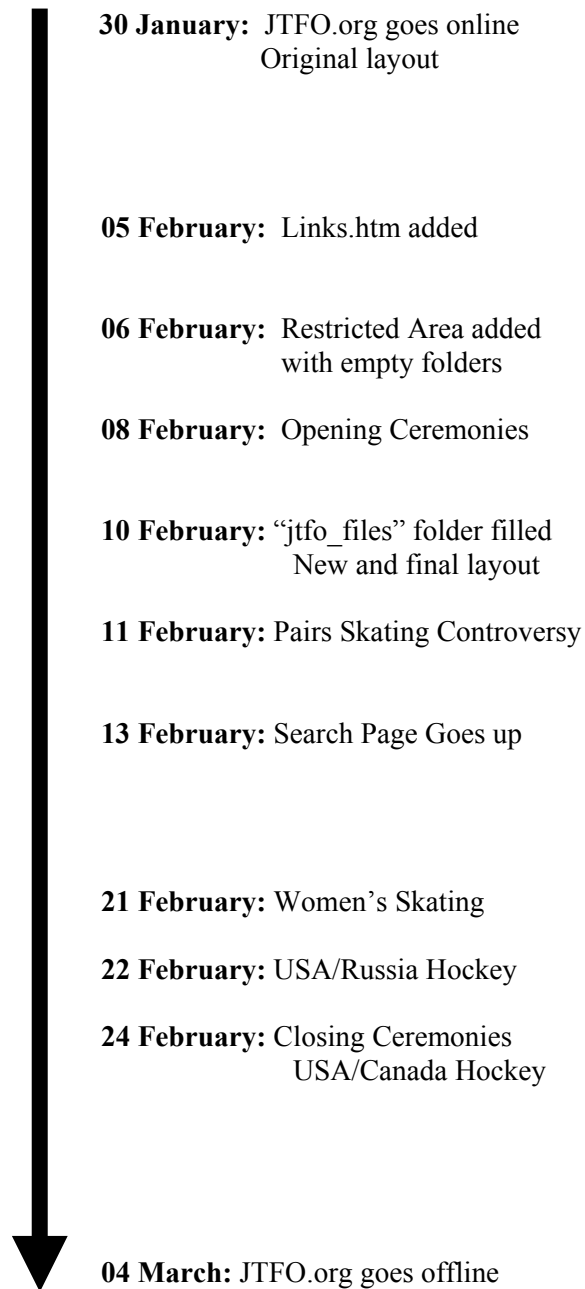 30 January: JTFO.org goes online
Original layout
05 February: Links.htm added
06 February: Restricted Area added
with empty folders
08 February: Opening Ceremonies
10 February: “jtfo_files” folder filled
New and final layout
11 February: Pairs Skating Controversy
13 February: Search Page Goes up
21 February: Women’s Skating
22 February: USA/Russia Hockey
24 February: Closing Ceremonies
USA/Canada Hockey
04 March: JTFO.org goes offline